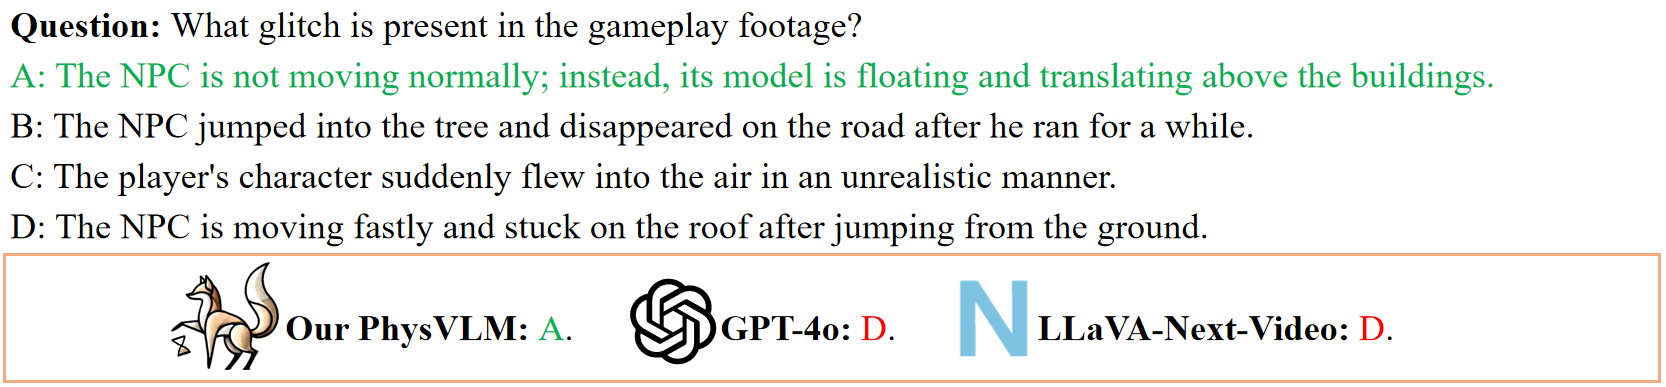 Question: What glitch is present in the gameplay footage?
A: The NPC is not moving normally; instead, its model is floating and translating above the buildings.
B: The NPC jumped into the tree and disappeared on the road after he ran for a while.
C: The player's character suddenly flew into the air in an unrealistic manner.
D: The NPC is moving fastly and stuck on the roof after jumping from the ground.
Our PhysVLM: A. GPT-4o: D. N LLaVA-Next-Video: D.